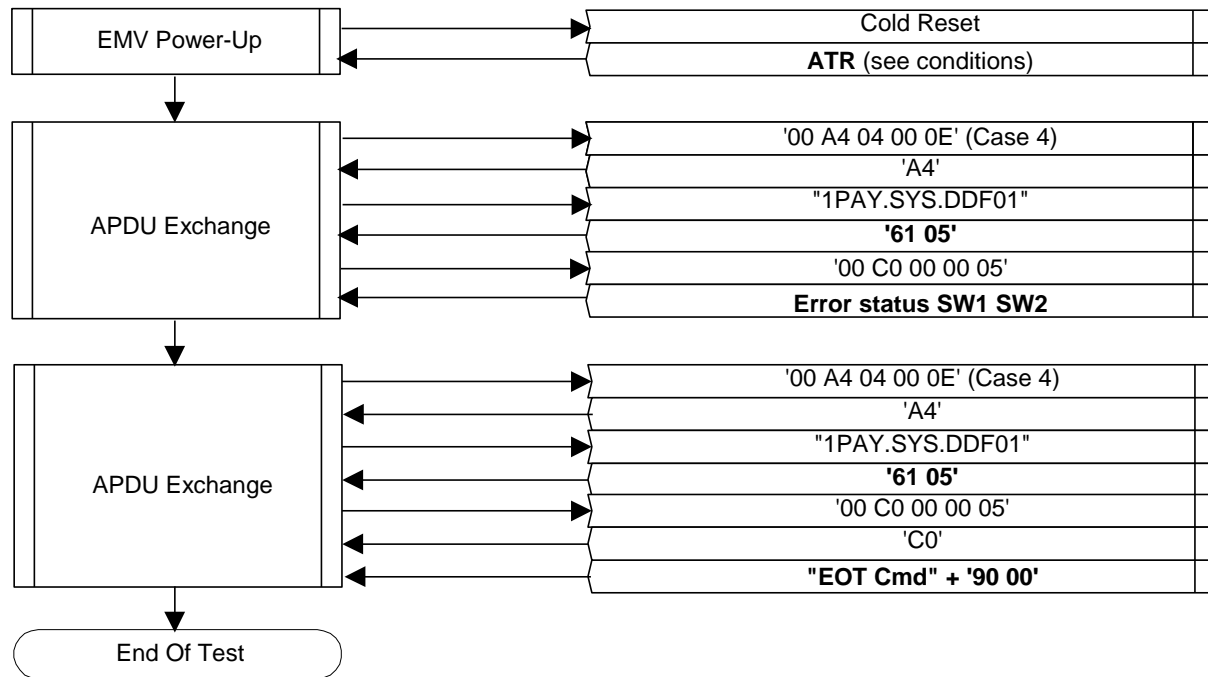 EMV Power-Up
Cold Reset
ATR (see conditions)
APDU Exchange
'00 A4 04 00 0E' (Case 4)
'A4'
"1PAY.SYS.DDF01"
'61 05'
'00 C0 00 00 05'
Error status SW1 SW2
APDU Exchange
'00 A4 04 00 0E' (Case 4)
'A4'
"1PAY.SYS.DDF01"
'61 05'
'00 C0 00 00 05'
'C0'
"EOT Cmd" + '90 00'
End Of Test